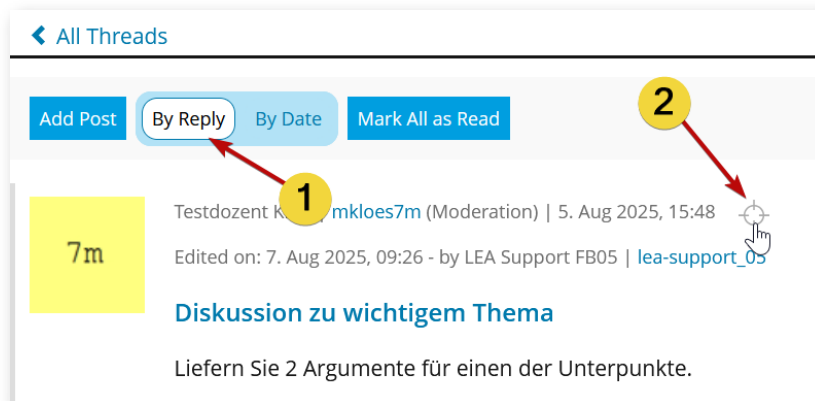 All Threads
Add Post By Reply By Date Mark All as Read
2
1
7m
Testdozent mkloes7m (Moderation) | 5. Aug 2025, 15:48
Edited on: 7. Aug 2025, 09:26 - by LEA Support FB05 | lea-support_05
Diskussion zu wichtigem Thema
Liefern Sie 2 Argumente für einen der Unterpunkte.